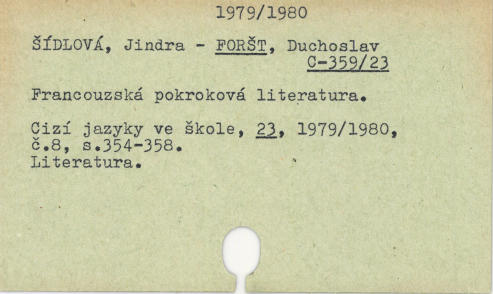 1979/1980
ŠÍDLOVÁ, Jindra - FORŠT, Duchoslav
C-359/23
Francouzská pokroková literatura.
Cizí jazyky ve škole, 23, 1979/1980,
č.8, s.354-358.
Literatura.